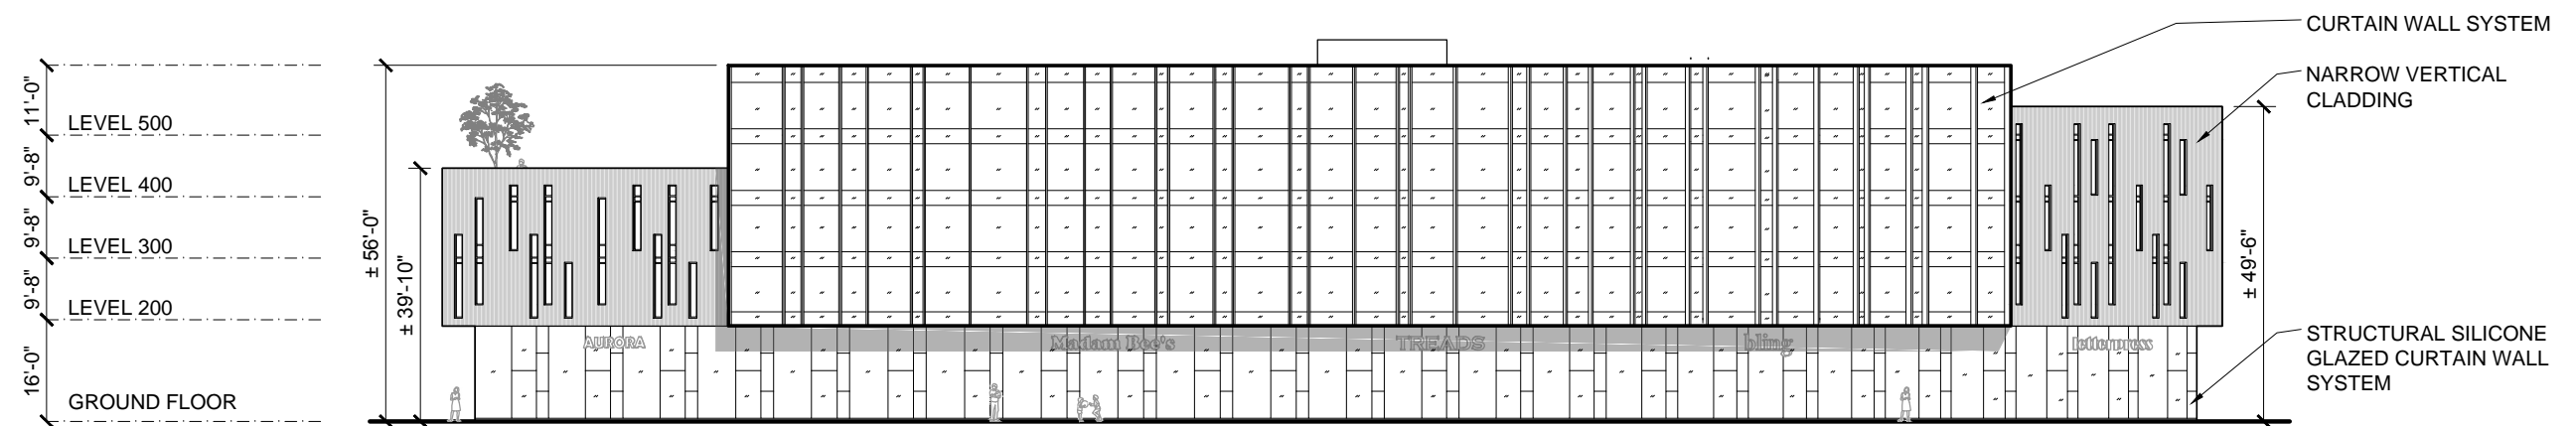 CURTAIN WALL SYSTEM
NARROW VERTICAL
CLADDING
11'-0"
LEVEL 500
9'-8"
LEVEL 400
9'-8"
LEVEL 300
9'-8"
LEVEL 200
16'-0"
GROUND FLOOR
± 56'-0"
± 39'-10"
± 49'-6"
AURORA
Madam Bee's
TREADS
bling
letterpress
STRUCTURAL SILICONE
GLAZED CURTAIN WALL
SYSTEM